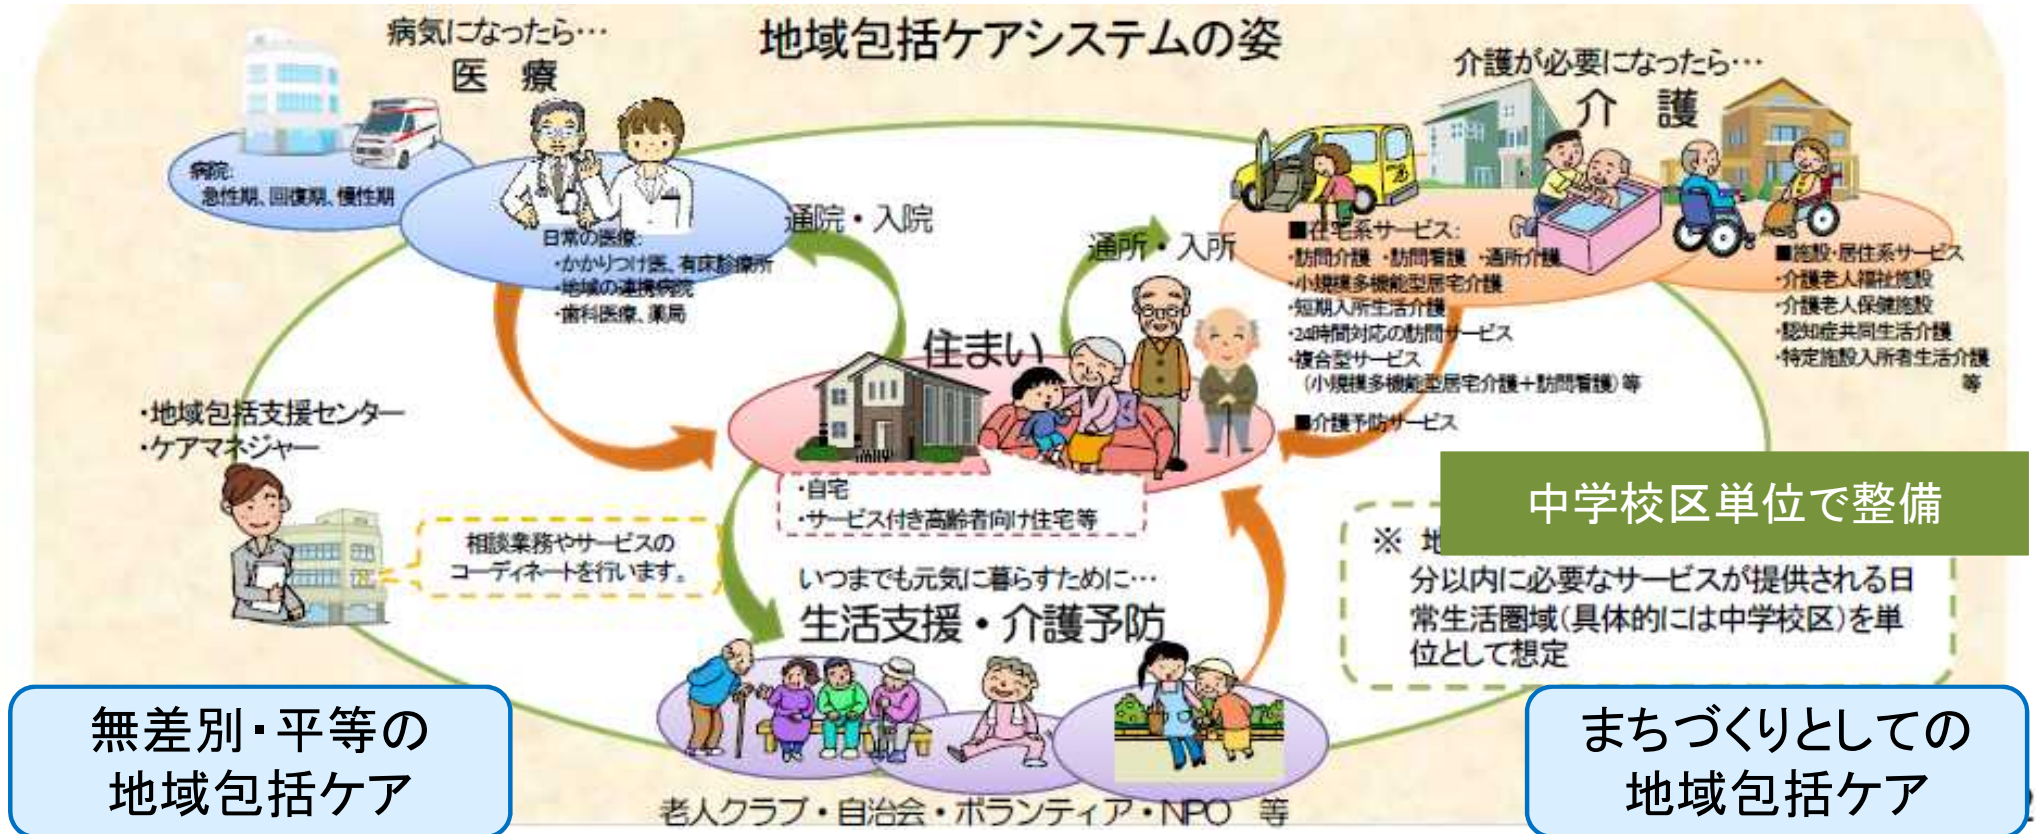 地域包括ケアシステムの姿
病気になったら…
医 療
病院:
急性期、回復期、慢性期
日常の医療:
・かかりつけ医、有床診療所
・地域の連携病院
・歯科医療、薬局
通院・入院
通所・入所
介護が必要になったら…
介 護
■在宅系サービス:
・訪問介護 ・訪問看護 ・通所介護
・小規模多機能型居宅介護
・短期入所生活介護
・24時間対応の訪問サービス
・複合型サービス
(小規模多機能型居宅介護+訪問看護)等
■介護予防サービス
■施設・居住系サービス
・介護老人福祉施設
・介護老人保健施設
・認知症共同生活介護
・特定施設入所者生活介護
等
住まい
・自宅
・サービス付き高齢者向け住宅等
・地域包括支援センター
・ケアマネジャー
相談業務やサービスの
コーディネートを行います。
いつまでも元気に暮らすために…
生活支援・介護予防
老人クラブ・自治会・ボランティア・NPO 等
中学校区単位で整備
※ 地
分以内に必要なサービスが提供される日
常生活圏域(具体的には中学校区)を単
位として想定
無差別・平等の
地域包括ケア
まちづくりとしての
地域包括ケア